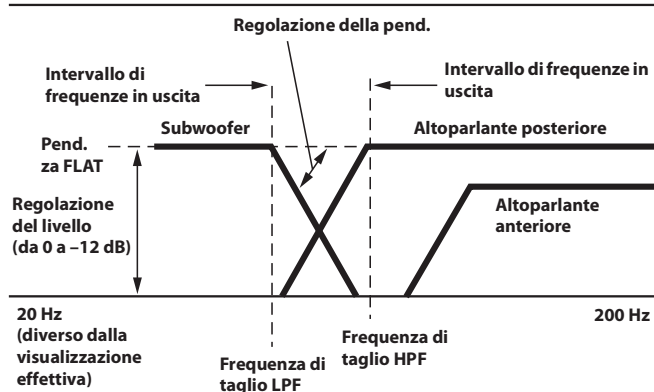 Regolazione della pend.
Intervallo di
frequenze in uscita
Intervallo di frequenze in
uscita
Subwoofer
Altoparlante posteriore
Pend.
za FLAT
Regolazione
del livello
(da 0 a –12 dB)
Altoparlante
anteriore
20 Hz
(diverso dalla
visualizzazione
effettiva)
200 Hz
Frequenza di
taglio LPF
Frequenza di
taglio HPF